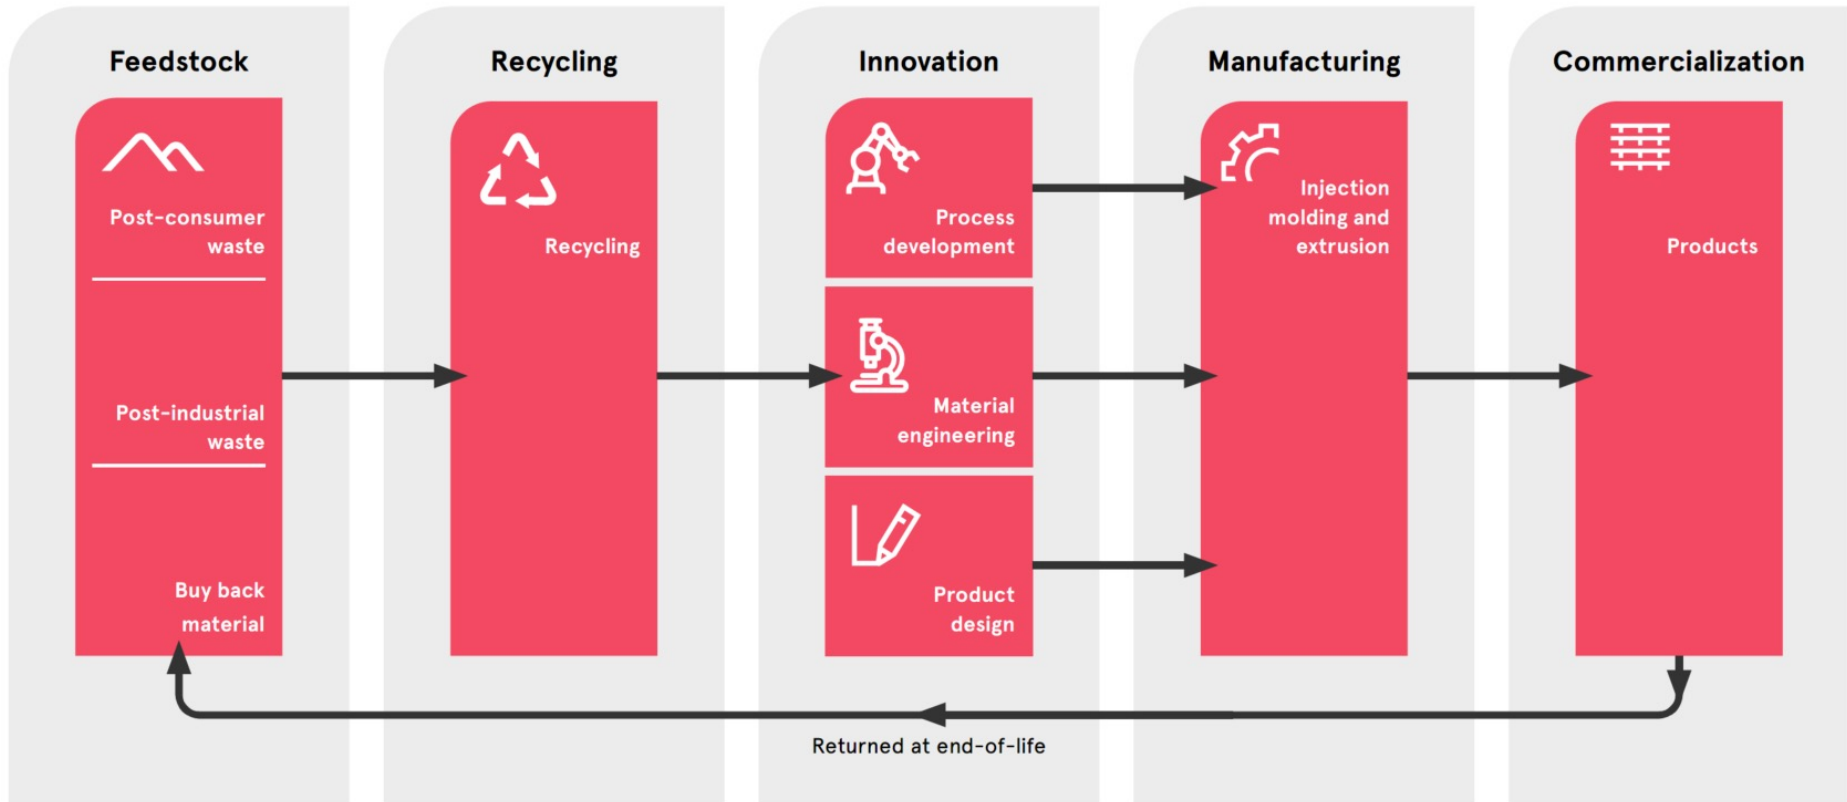 Feedstock
Post-consumer
waste
Post-industrial
waste
Buy back
material
Recycling
Recycling
Innovation
Process
development
Material
engineering
Product
design
Manufacturing
Injection
molding and
extrusion
Commercialization
Products
Returned at end-of-life